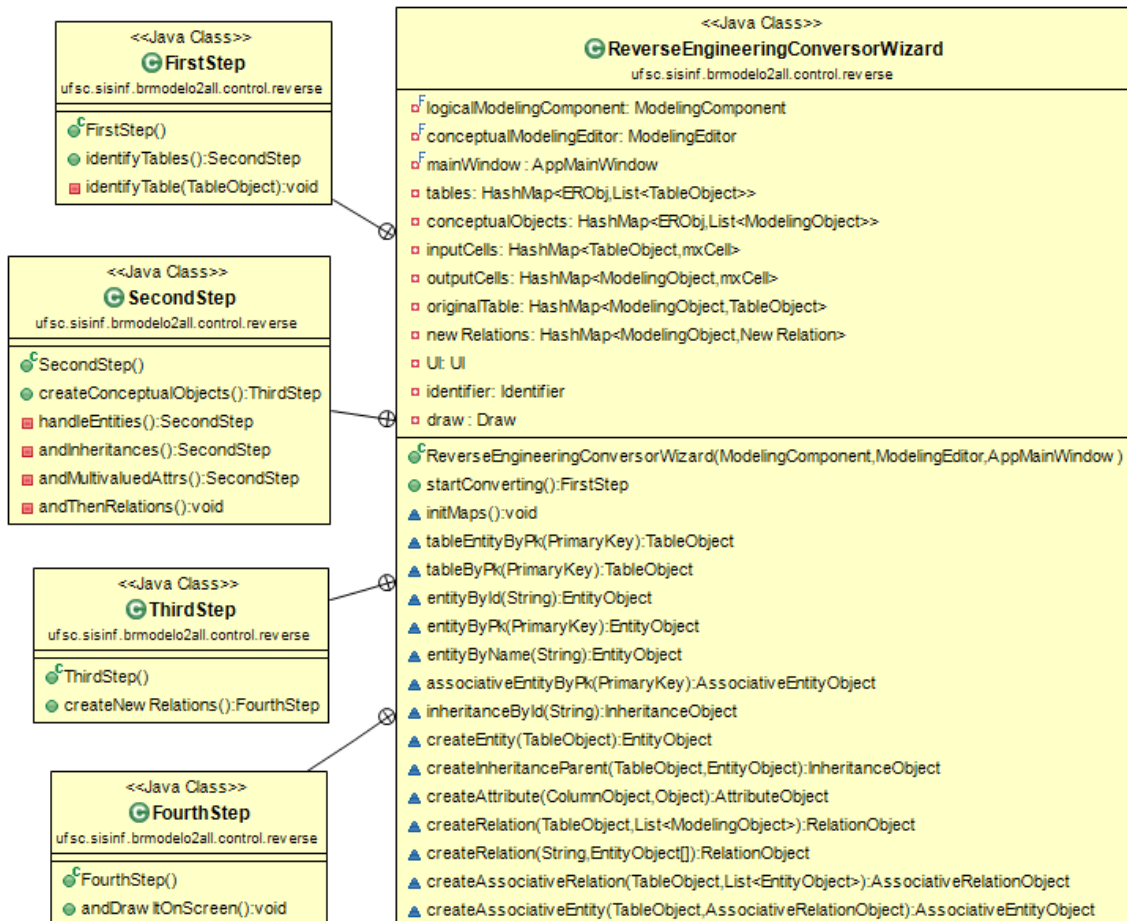 <<Java Class>>
FirstStep
ufsc.sisinf.brmodelo2all.control.reverse
FirstStep()
identifyTables():SecondStep
identifyTable(TableObject):void
<<Java Class>>
SecondStep
ufsc.sisinf.brmodelo2all.control.reverse
SecondStep()
createConceptualObjects():ThirdStep
handleEntities():SecondStep
andInheritances():SecondStep
andMultivaluedAttrs():SecondStep
andThenRelations():void
<<Java Class>>
ThirdStep
ufsc.sisinf.brmodelo2all.control.reverse
ThirdStep()
createNewRelations():FourthStep
<<Java Class>>
FourthStep
ufsc.sisinf.brmodelo2all.control.reverse
FourthStep()
andDrawItOnScreen():void
<<Java Class>>
ReverseEngineeringConversorWizard
ufsc.sisinf.brmodelo2all.control.reverse
logicalModelingComponent: ModelingComponent
conceptualModelingEditor: ModelingEditor
mainWindow: AppMainWindow
tables: HashMap<ERObj,List<TableObject>>
conceptualObjects: HashMap<ERObj,List<ModelingObject>>
inputCells: HashMap<TableObject,mxCell>
outputCells: HashMap<ModelingObject,mxCell>
originalTable: HashMap<ModelingObject,TableObject>
newRelations: HashMap<ModelingObject,NewRelation>
UI: UI
identifier: Identifier
draw: Draw
ReverseEngineeringConversorWizard(ModelingComponent,ModelingEditor,AppMainWindow)
startConverting():FirstStep
initMaps():void
tableEntityByPk(PrimaryKey):TableObject
tableByPk(PrimaryKey):TableObject
entityById(String):EntityObject
entityByPk(PrimaryKey):EntityObject
entityByName(String):EntityObject
associativeEntityByPk(PrimaryKey):AssociativeEntityObject
inheritanceById(String):InheritanceObject
createEntity(TableObject):EntityObject
createInheritanceParent(TableObject,EntityObject):InheritanceObject
createAttribute(ColumnObject,Object):AttributeObject
createRelation(TableObject,List<ModelingObject>):RelationObject
createRelation(String,EntityObject[]):RelationObject
createAssociativeRelation(TableObject,List<EntityObject>):AssociativeRelationObject
createAssociativeEntity(TableObject,AssociativeRelationObject):AssociativeEntityObject